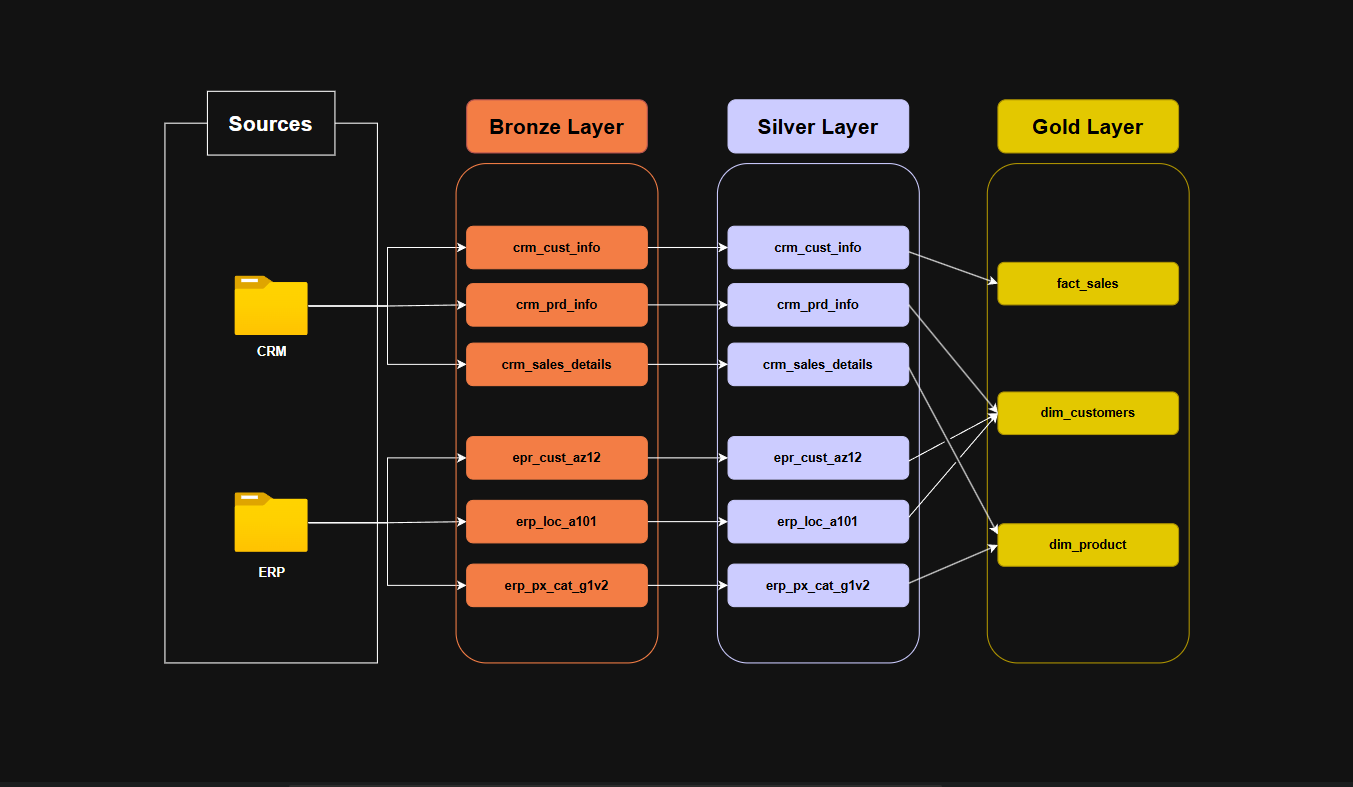 Sources
Bronze Layer
Silver Layer
Gold Layer
CRM
ERP
crm_cust_info
crm_prd_info
crm_sales_details
epr_cust_az12
erp_loc_a101
erp_px_cat_g1v2
crm_cust_info
crm_prd_info
crm_sales_details
epr_cust_az12
erp_loc_a101
erp_px_cat_g1v2
fact_sales
dim_customers
dim_product